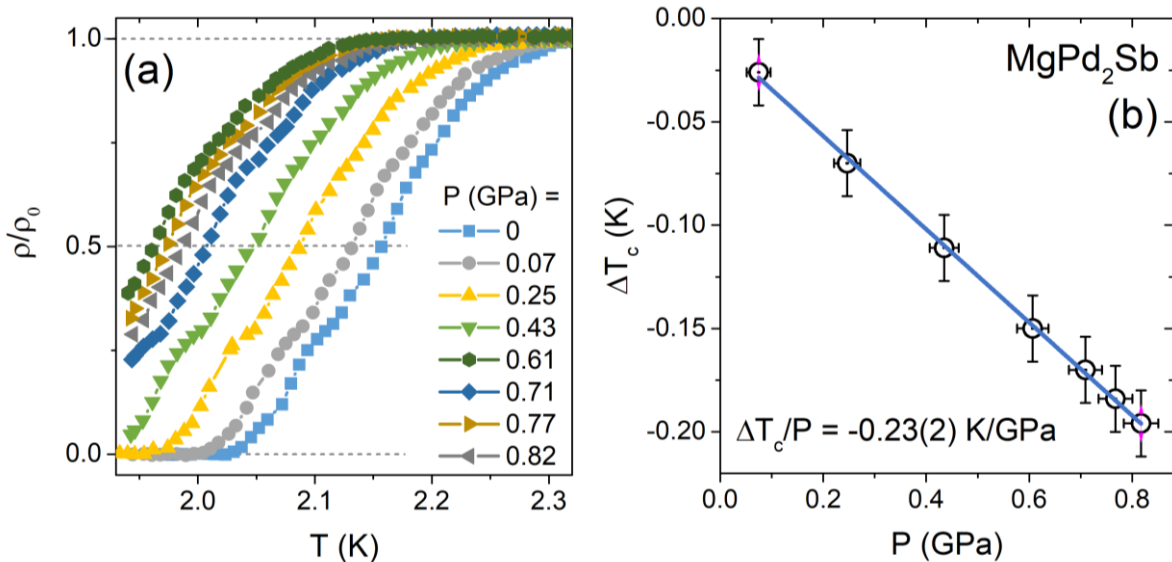 (a)
ρ/ρ₀
1.0
0.5
0.0
2.0 2.1 2.2 2.3
T (K)
P (GPa) =
0
0.07
0.25
0.43
0.61
0.71
0.77
0.82
MgPd₂Sb
(b)
ΔT_c (K)
0.00
-0.05
-0.10
-0.15
-0.20
ΔT_c/P = -0.23(2) K/GPa
0.0 0.2 0.4 0.6 0.8
P (GPa)